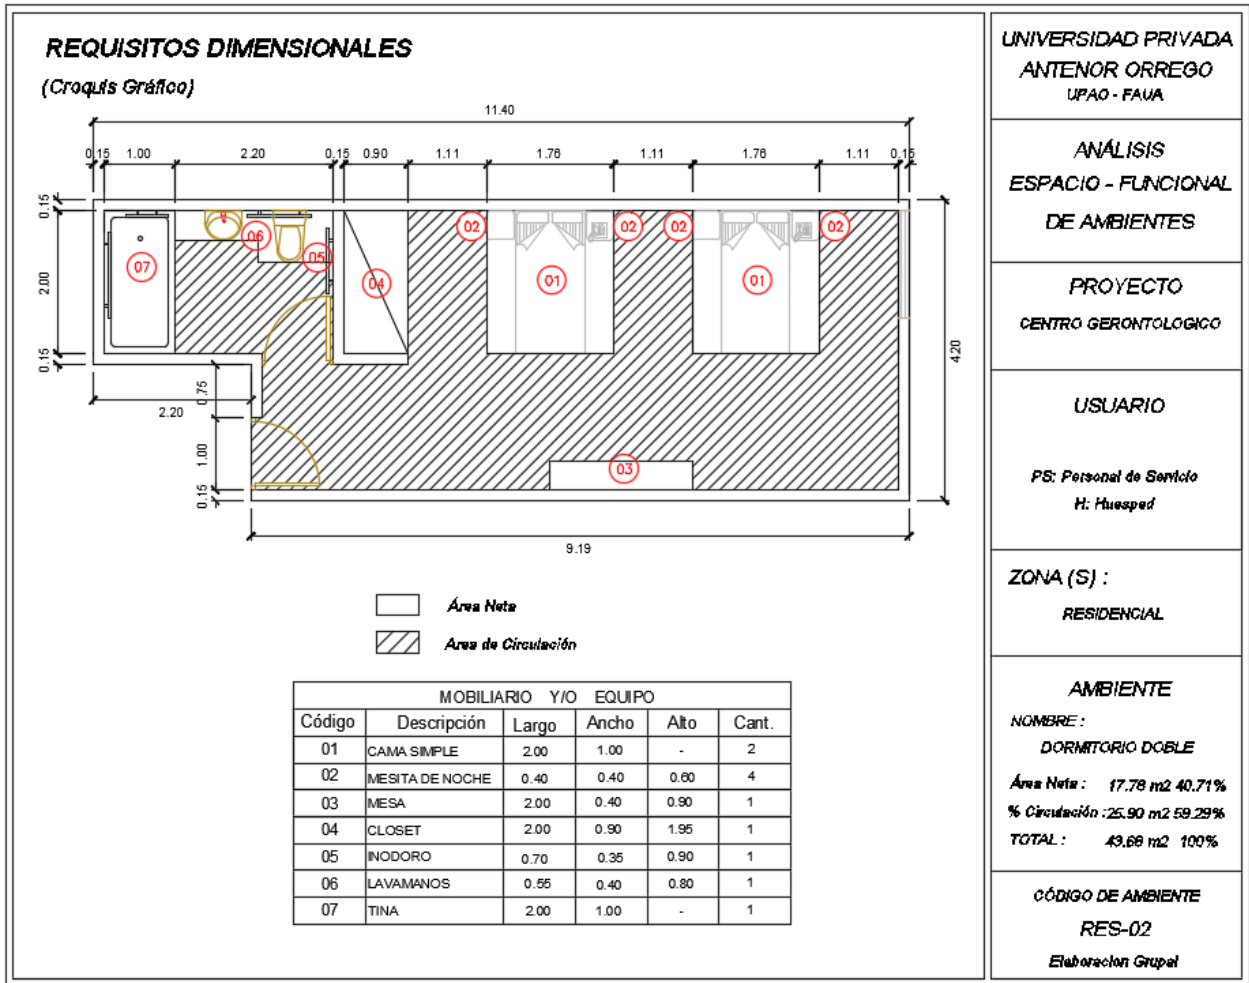 REQUISITOS DIMENSIONALES
(Croquis Gráfico)
11.40
0.15 1.00 2.20 0.15 0.90 1.11 1.76 1.11 1.76 1.11 0.15
0.15
2.00
0.15
0.75
1.00
0.15
2.20
4.20
9.19
07
06
05
04
02
01
02
02
01
02
03
Área Neta
Area de Circulación
MOBILIARIO Y/O EQUIPO
Código Descripción Largo Ancho Alto Cant.
01 CAMA SIMPLE 2.00 1.00 - 2
02 MESITA DE NOCHE 0.40 0.40 0.60 4
03 MESA 2.00 0.40 0.90 1
04 CLOSET 2.00 0.90 1.95 1
05 INODORO 0.70 0.35 0.90 1
06 LAVAMANOS 0.55 0.40 0.80 1
07 TINA 2.00 1.00 - 1
UNIVERSIDAD PRIVADA
ANTENOR ORREGO
UPAO - FAUA
ANÁLISIS
ESPACIO - FUNCIONAL
DE AMBIENTES
PROYECTO
CENTRO GERONTOLOGICO
USUARIO
PS: Personal de Servicio
H: Huesped
ZONA (S) :
RESIDENCIAL
AMBIENTE
NOMBRE :
DORMITORIO DOBLE
Área Neta : 17.78 m2 40.71%
% Circulación : 25.90 m2 59.29%
TOTAL : 43.68 m2 100%
CÓDIGO DE AMBIENTE
RES-02
Elaboracion Grupal